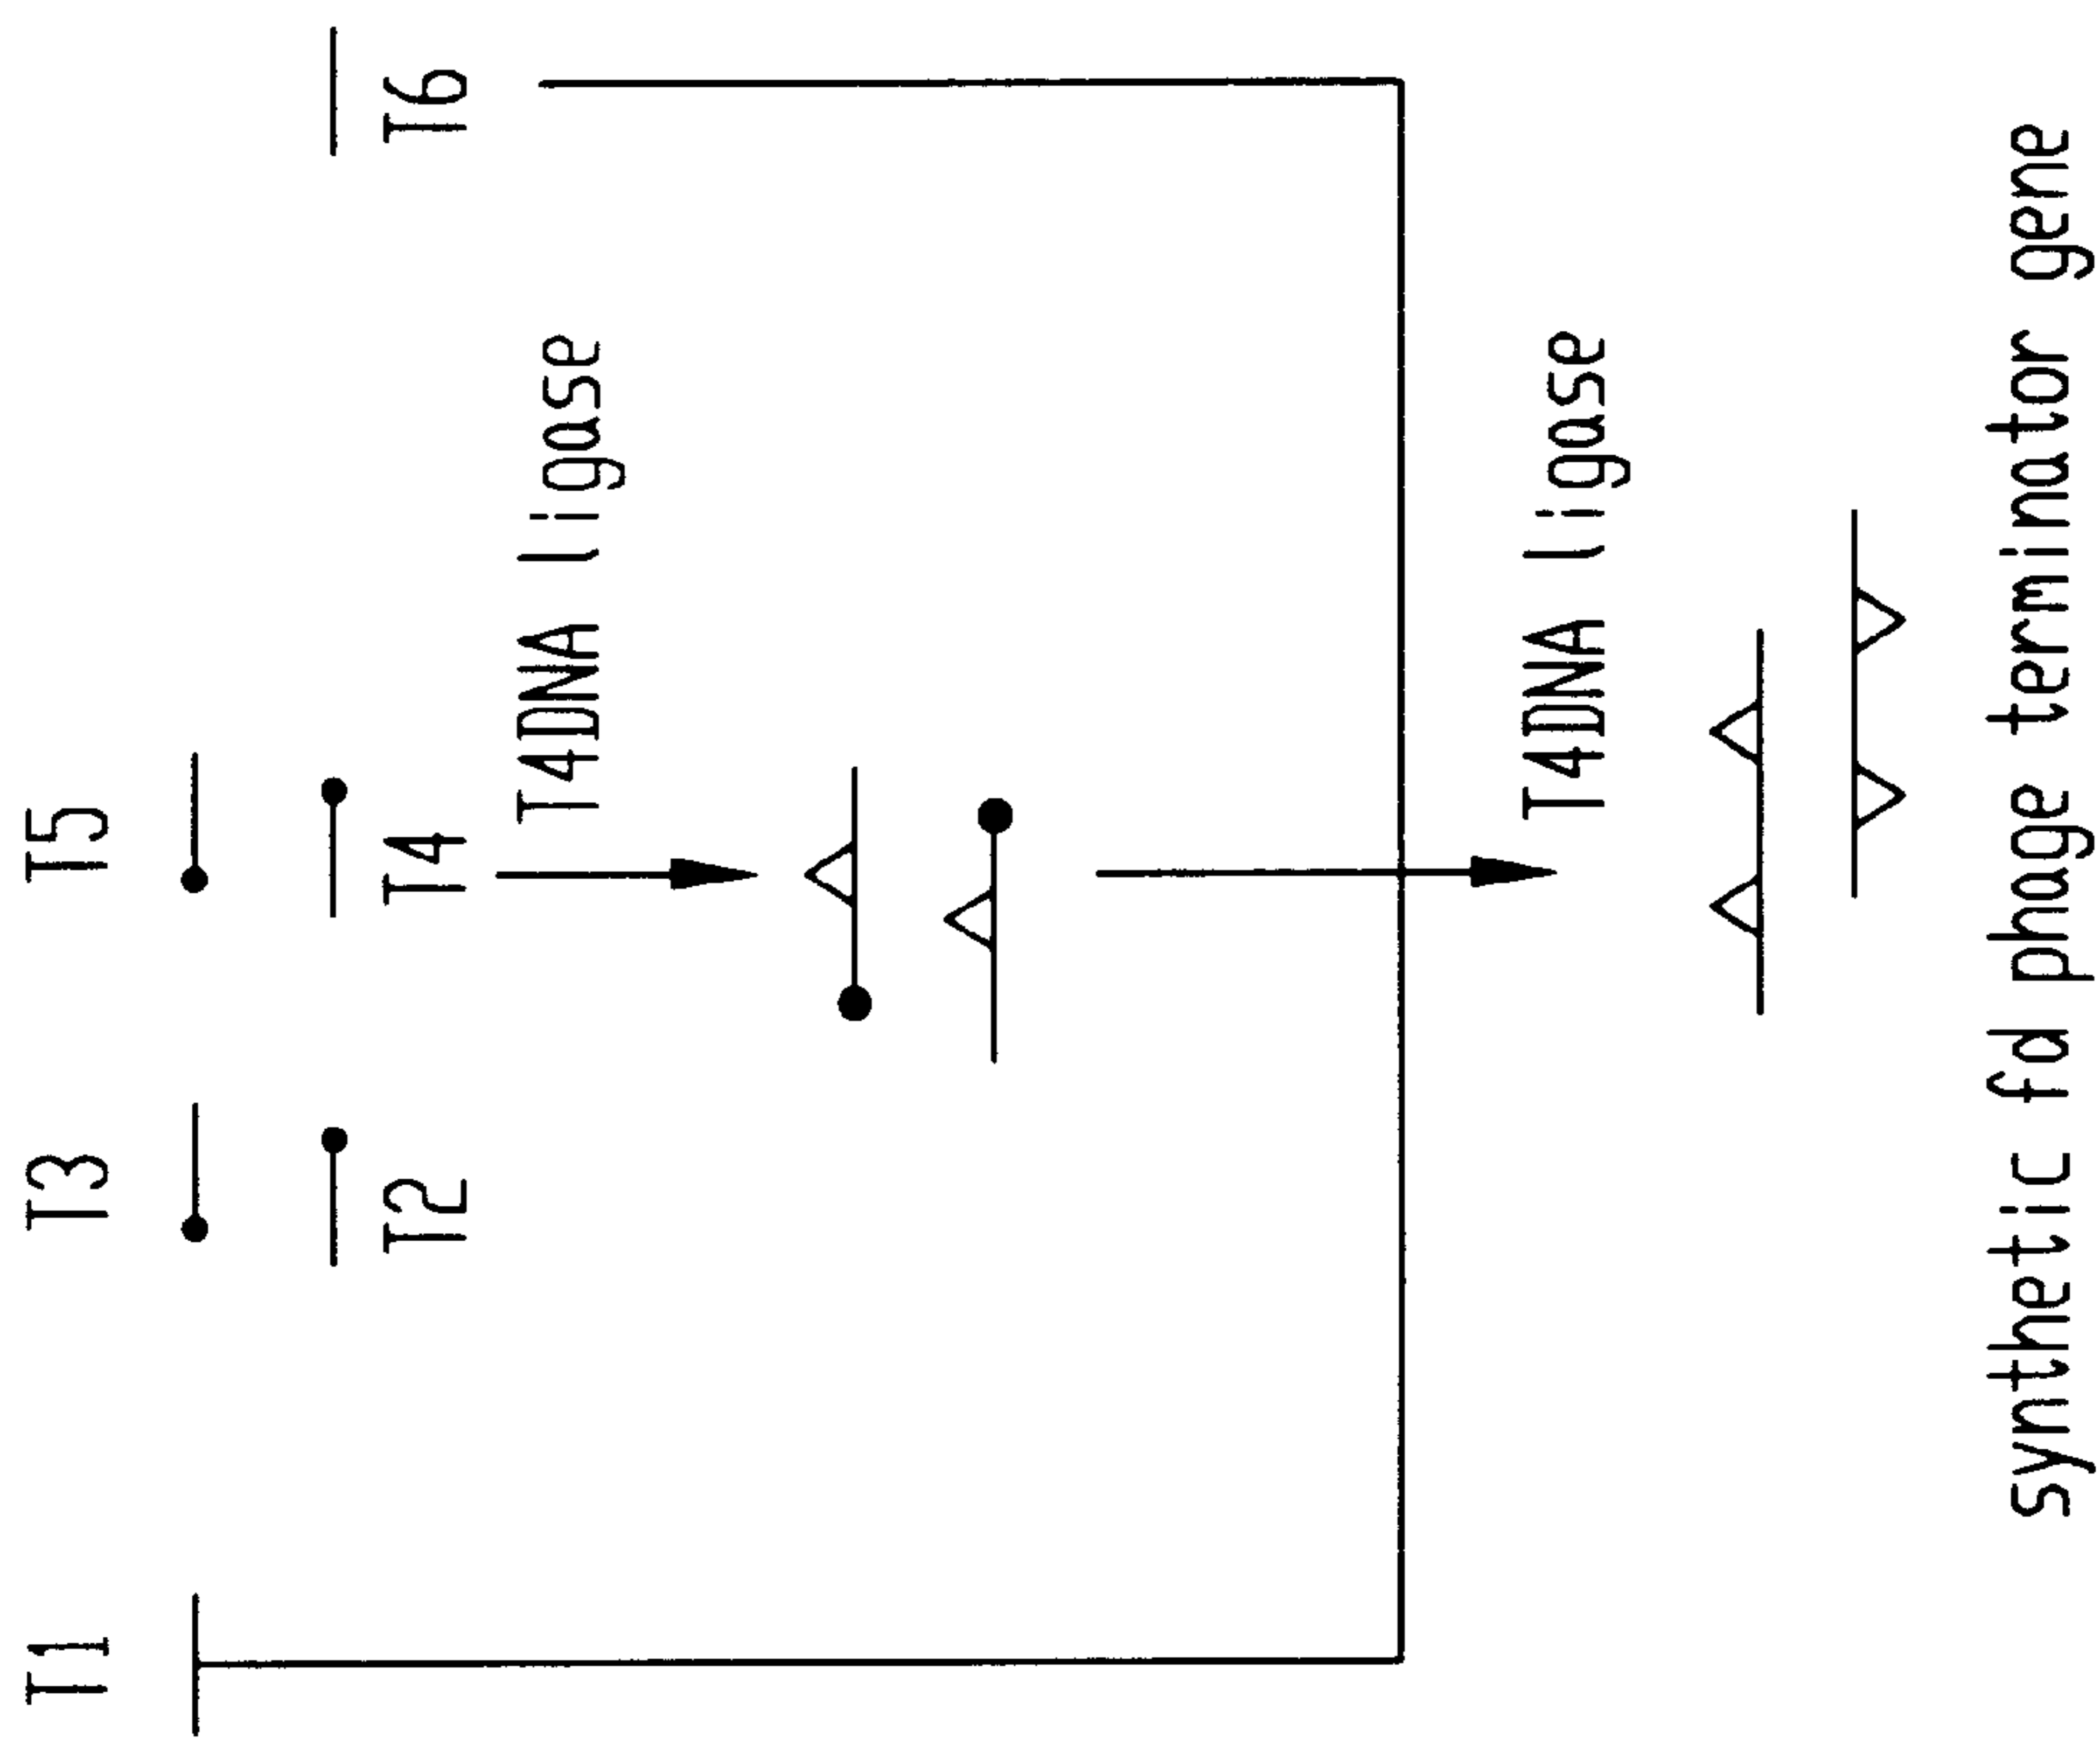 T1 T3 T5
T2 T4 T6
T4DNA ligase
T4DNA ligase
synthetic fd phage terminator gene